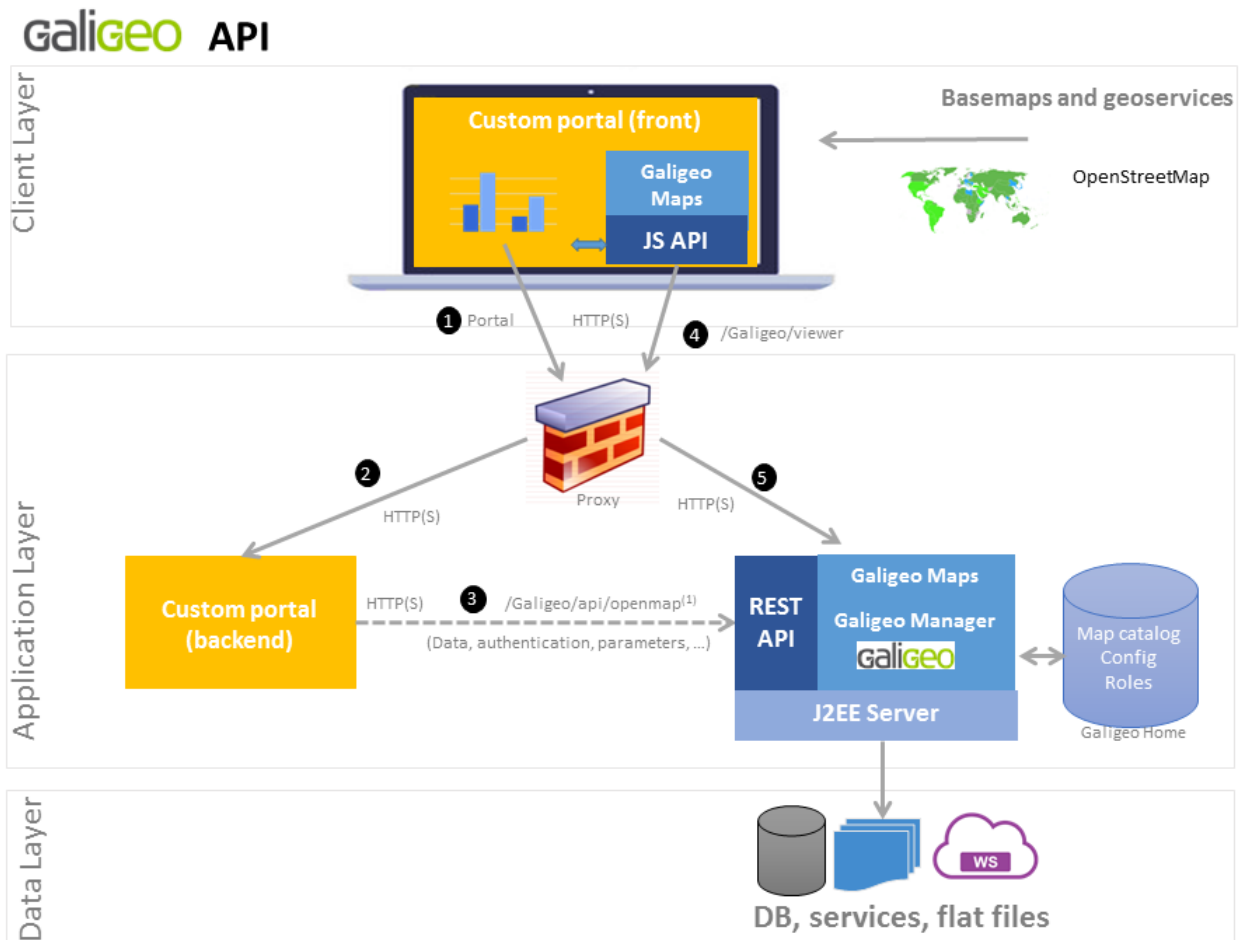 Galigeo API
Client Layer
Custom portal (front)
Galigeo
Maps
JS API
Basemaps and geoservices
OpenStreetMap
1 Portal
HTTP(S)
4 /Galigeo/viewer
Application Layer
Proxy
2
HTTP(S)
5
HTTP(S)
Custom portal
(backend)
HTTP(S) 3 /Galigeo/api/openmap(1)
(Data, authentication, parameters, ...)
REST
API
Galigeo Maps
Galigeo Manager
Galigeo
J2EE Server
Map catalog
Config
Roles
Galigeo Home
Data Layer
WS
DB, services, flat files